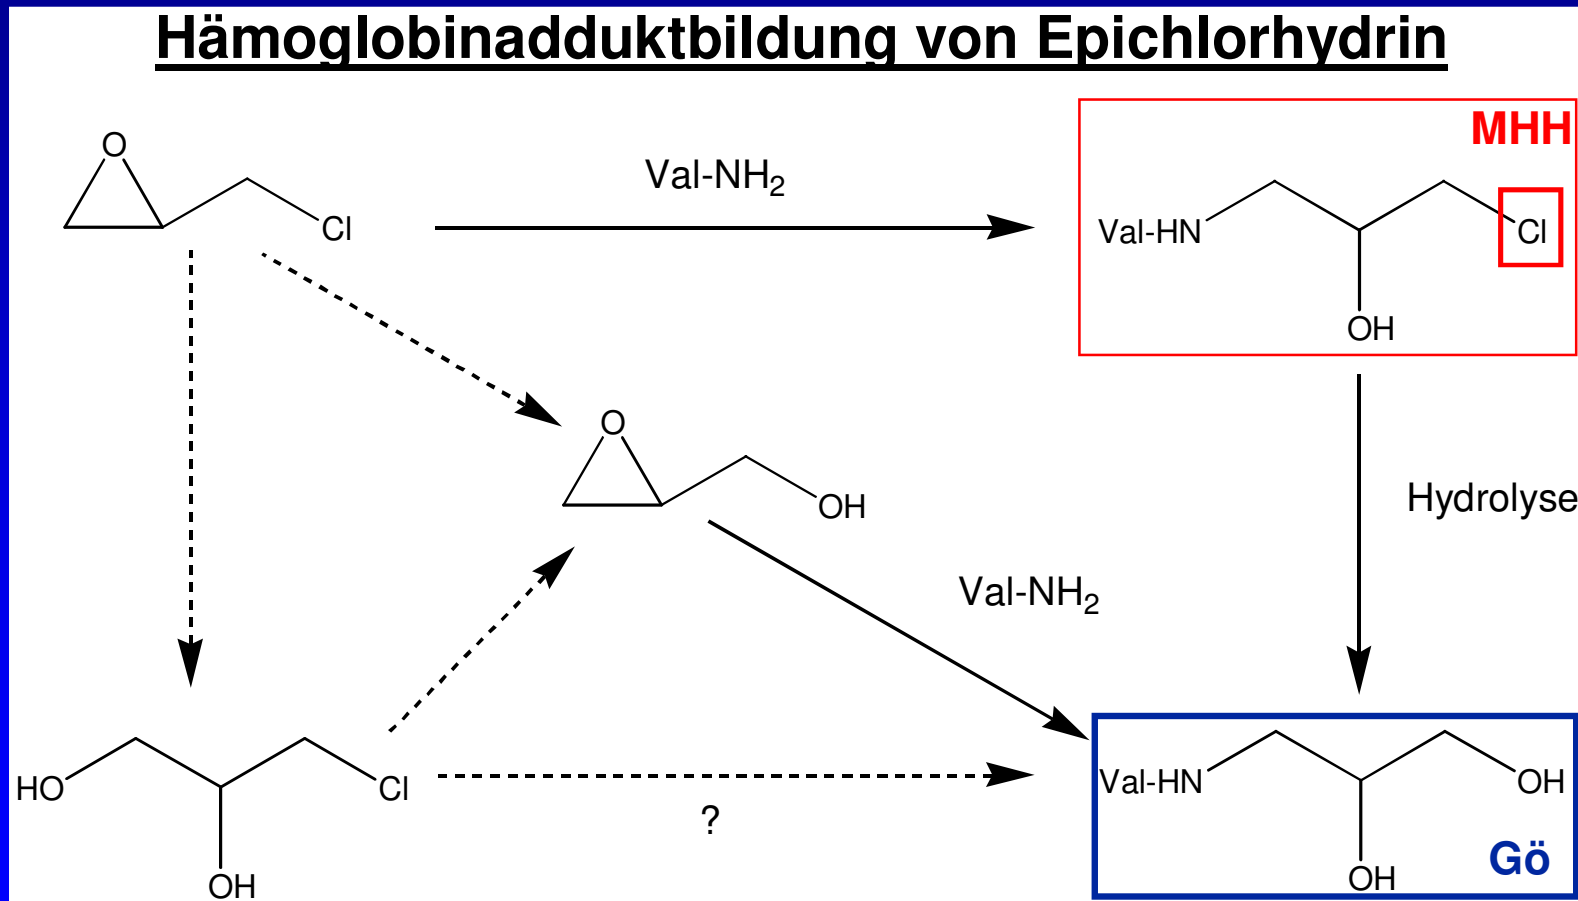 Hämoglobinadduktbildung von Epichlorhydrin
MHH
O
Val-NH₂
Cl
Val-HN
Cl
OH
O
OH
Hydrolyse
Val-NH₂
HO
Cl
OH
?
Val-HN
OH
OH
Gö